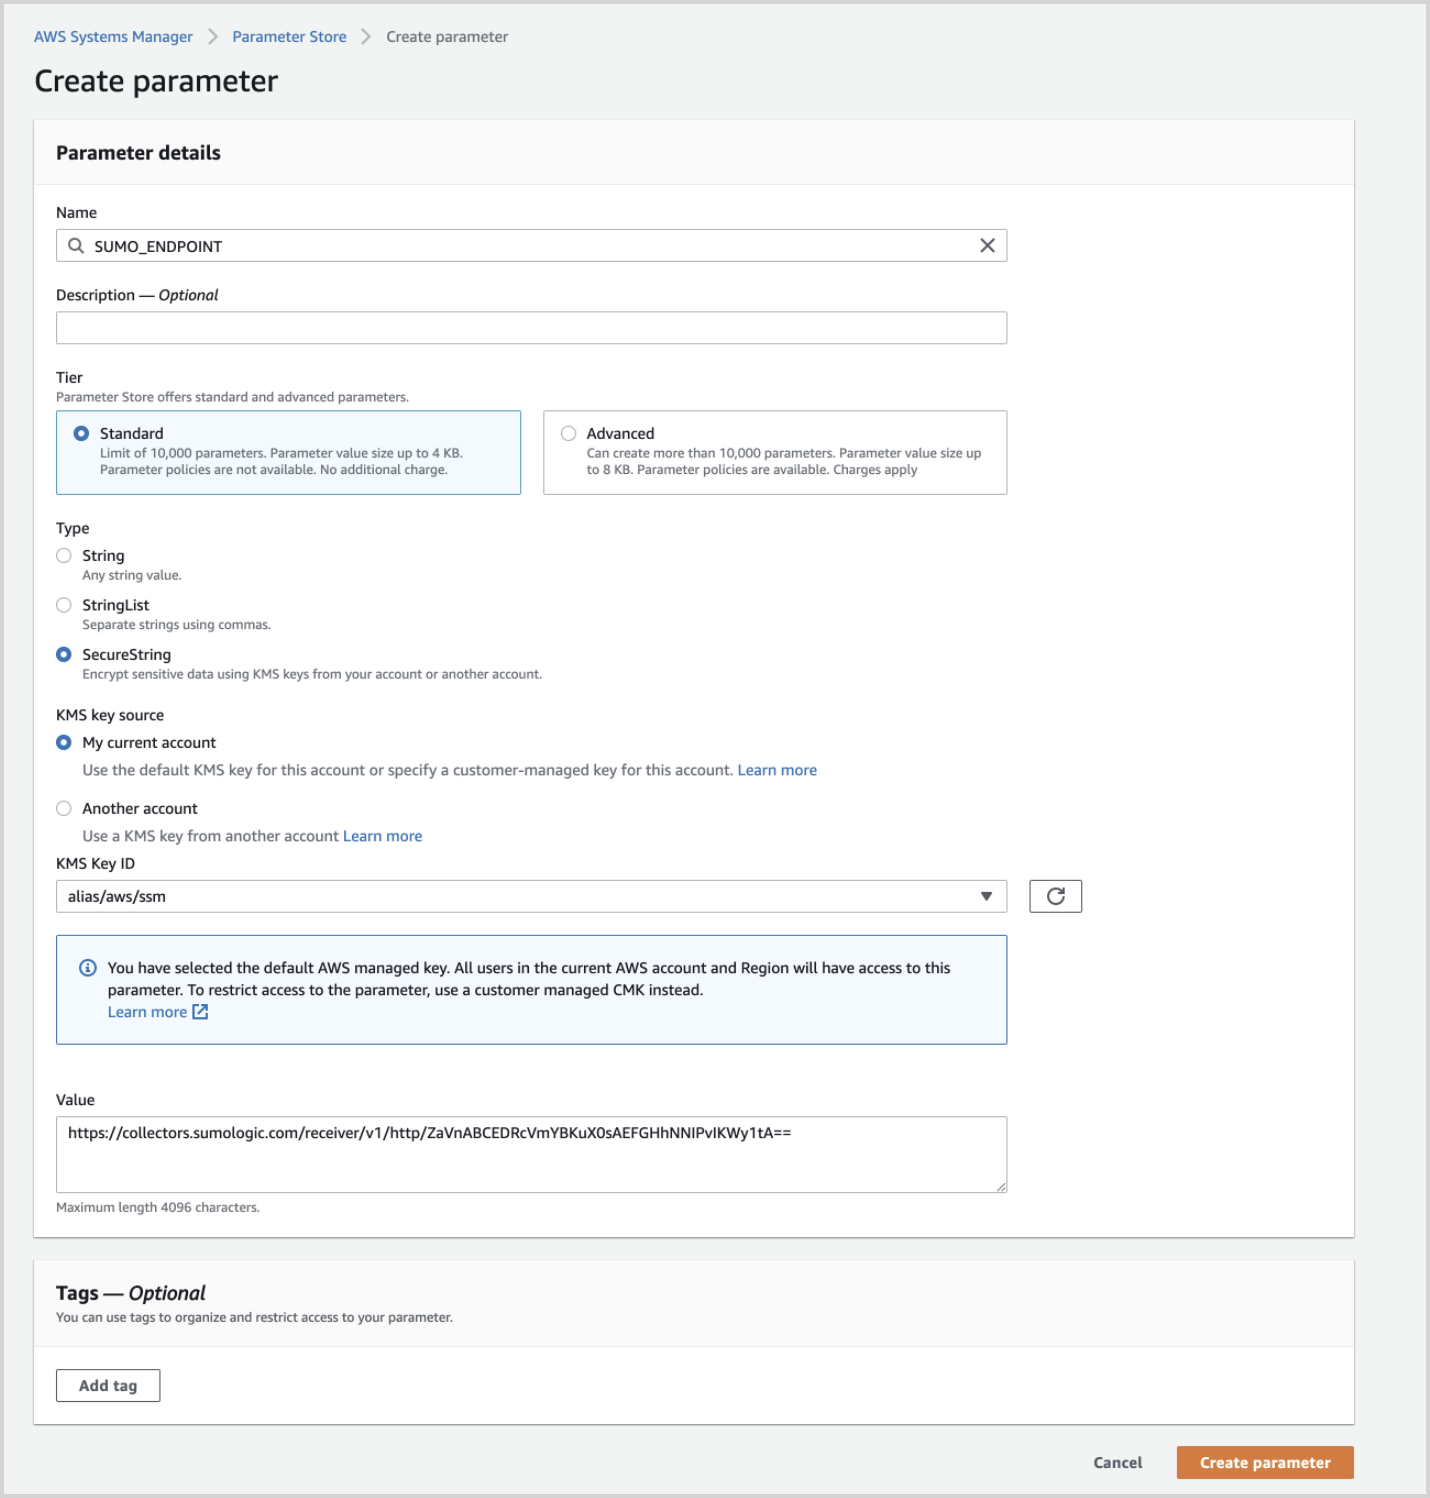 AWS Systems Manager > Parameter Store > Create parameter
Create parameter
Parameter details
Name
SUMO_ENDPOINT
Description — Optional
Tier
Parameter Store offers standard and advanced parameters.
Standard
Limit of 10,000 parameters. Parameter value size up to 4 KB.
Parameter policies are not available. No additional charge.
Advanced
Can create more than 10,000 parameters. Parameter value size up
to 8 KB. Parameter policies are available. Charges apply
Type
String
Any string value.
StringList
Separate strings using commas.
SecureString
Encrypt sensitive data using KMS keys from your account or another account.
KMS key source
My current account
Use the default KMS key for this account or specify a customer-managed key for this account. Learn more
Another account
Use a KMS key from another account Learn more
KMS Key ID
alias/aws/ssm
You have selected the default AWS managed key. All users in the current AWS account and Region will have access to this
parameter. To restrict access to the parameter, use a customer managed CMK instead.
Learn more
Value
https://collectors.sumologic.com/receiver/v1/http/ZaVnABCEDRcVmYBKuX0sAEFGHhNNIPvIKWy1tA==
Maximum length 4096 characters.
Tags — Optional
You can use tags to organize and restrict access to your parameter.
Add tag
Cancel
Create parameter